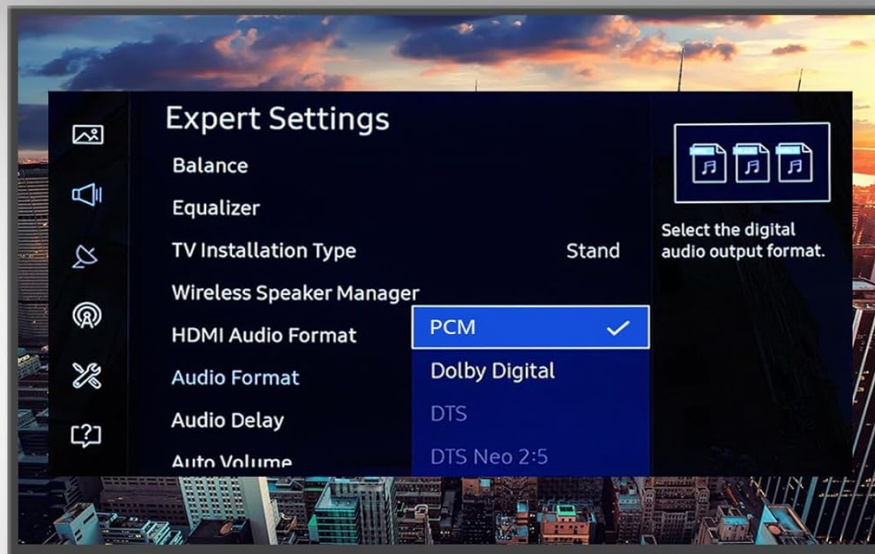 Expert Settings
Balance
Equalizer
TV Installation Type Stand
Wireless Speaker Manager
HDMI Audio Format
Audio Format
Audio Delay
Auto Volume
PCM
Dolby Digital
DTS
DTS Neo 2:5
Select the digital
audio output format.